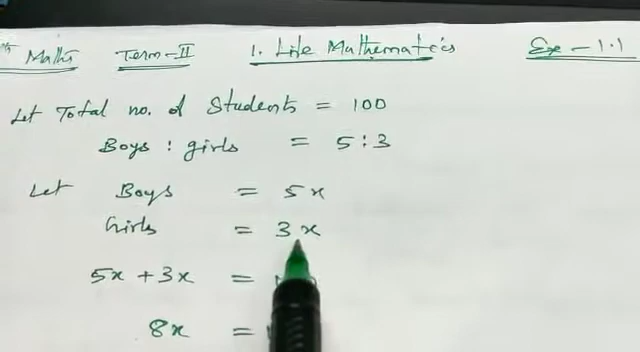 Maths Term-II 1. Life Mathematics Ex - 1.1
Let Total no. of Students = 100
Boys : girls = 5:3
Let Boys = 5x
Girls = 3x
5x + 3x =
8x =